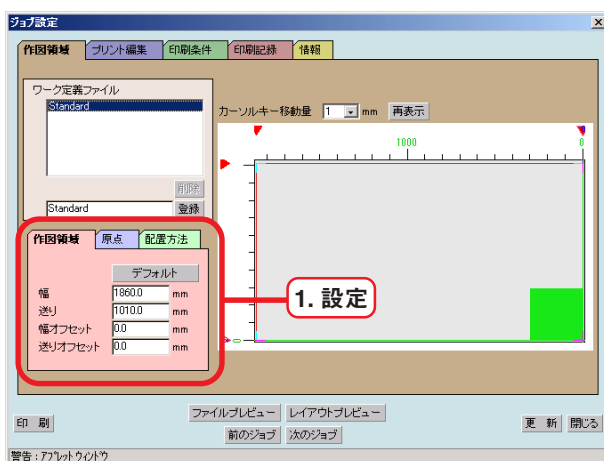 ジョブ設定
作図領域 プリント編集 印刷条件 印刷記録 情報
ワーク定義ファイル
Standard
カーソルキー移動量 1 mm 再表示
1000 0
削除
Standard 登録
作図領域 原点 配置方法
デフォルト
幅 1860.0 mm
送り 1010.0 mm
幅オフセット 0.0 mm
送りオフセット 0.0 mm
1. 設定
0
ファイルプレビュー レイアウトプレビュー
印 刷 更 新 閉じる
前のジョブ 次のジョブ
警告 : アプレットウィンドウ